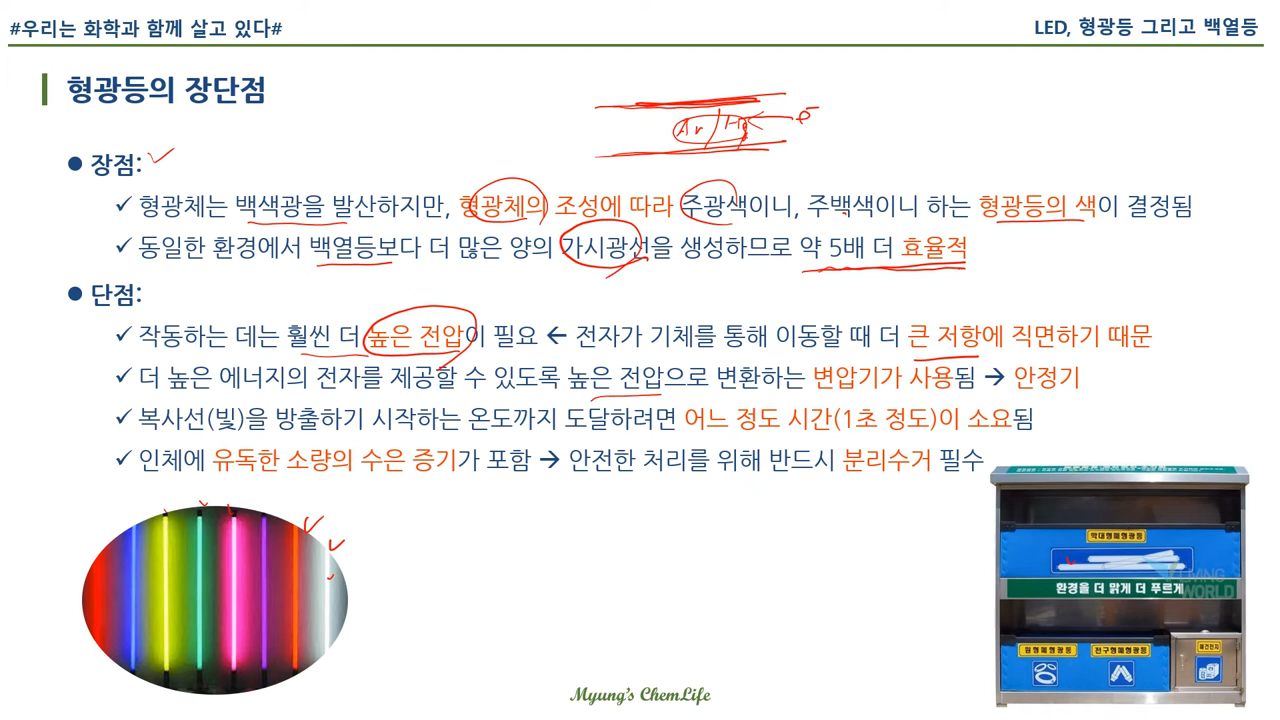 #우리는 화학과 함께 살고 있다#
LED, 형광등 그리고 백열등
형광등의 장단점
Ar/Hg e-
● 장점:
✓ 형광체는 백색광을 발산하지만, 형광체의 조성에 따라 주광색이니, 주백색이니 하는 형광등의 색이 결정됨
✓ 동일한 환경에서 백열등보다 더 많은 양의 가시광선을 생성하므로 약 5배 더 효율적
● 단점:
✓ 작동하는 데는 훨씬 더 높은 전압이 필요 ← 전자가 기체를 통해 이동할 때 더 큰 저항에 직면하기 때문
✓ 더 높은 에너지의 전자를 제공할 수 있도록 높은 전압으로 변환하는 변압기가 사용됨 → 안정기
✓ 복사선(빛)을 방출하기 시작하는 온도까지 도달하려면 어느 정도 시간(1초 정도)이 소요됨
✓ 인체에 유독한 소량의 수은 증기가 포함 → 안전한 처리를 위해 반드시 분리수거 필수
막대형폐형광등
LIVING
WORLD
환경을 더 맑게 더 푸르게
원형폐형광등
전구형폐형광등
폐건전지
Myung's ChemLife